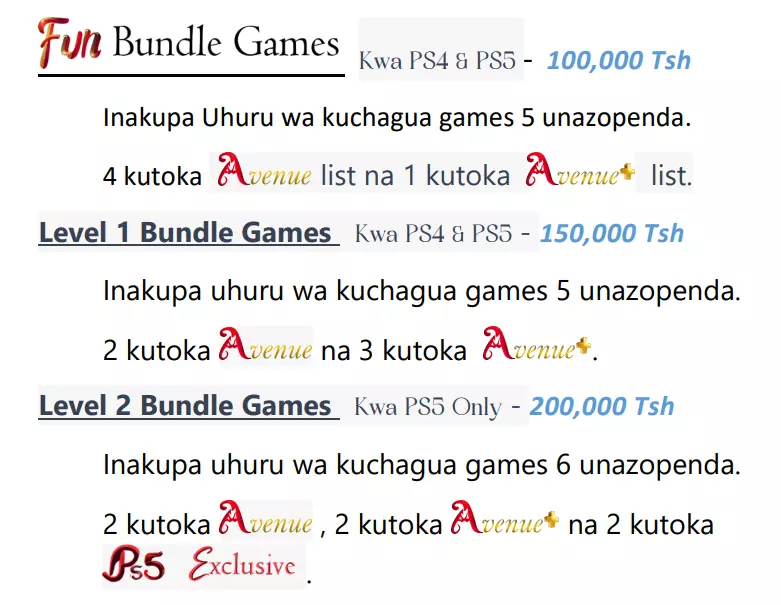 Fun Bundle Games Kwa PS4 & PS5 - 100,000 Tsh
Inakupa Uhuru wa kuchagua games 5 unazopenda.
4 kutoka Avenue list na 1 kutoka Avenue+ list.
Level 1 Bundle Games Kwa PS4 & PS5 - 150,000 Tsh
Inakupa uhuru wa kuchagua games 5 unazopenda.
2 kutoka Avenue na 3 kutoka Avenue+.
Level 2 Bundle Games Kwa PS5 Only - 200,000 Tsh
Inakupa uhuru wa kuchagua games 6 unazopenda.
2 kutoka Avenue , 2 kutoka Avenue+ na 2 kutoka
Ps5 Exclusive .